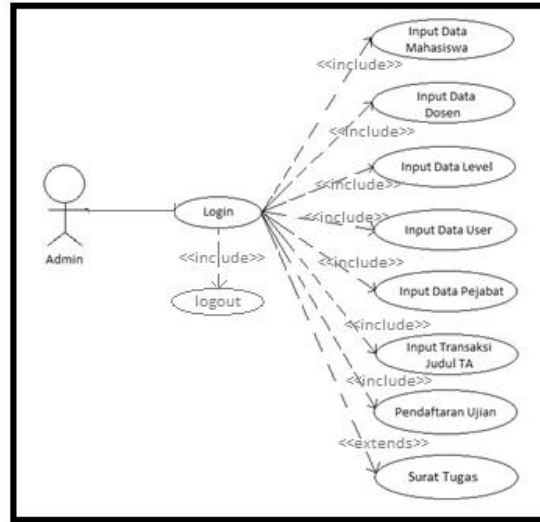 Input Data
Mahasiswa
<<include>>
Input Data
Dosen
<<include>>
Input Data Level
<<include>>
Login
Input Data User
<<include>>
Admin
<<include>>
<<include>>
Input Data Pejabat
logout
<<include>>
Input Transaksi
Judul TA
<<include>>
Pendaftaran Ujian
<<extends>>
Surat Tugas